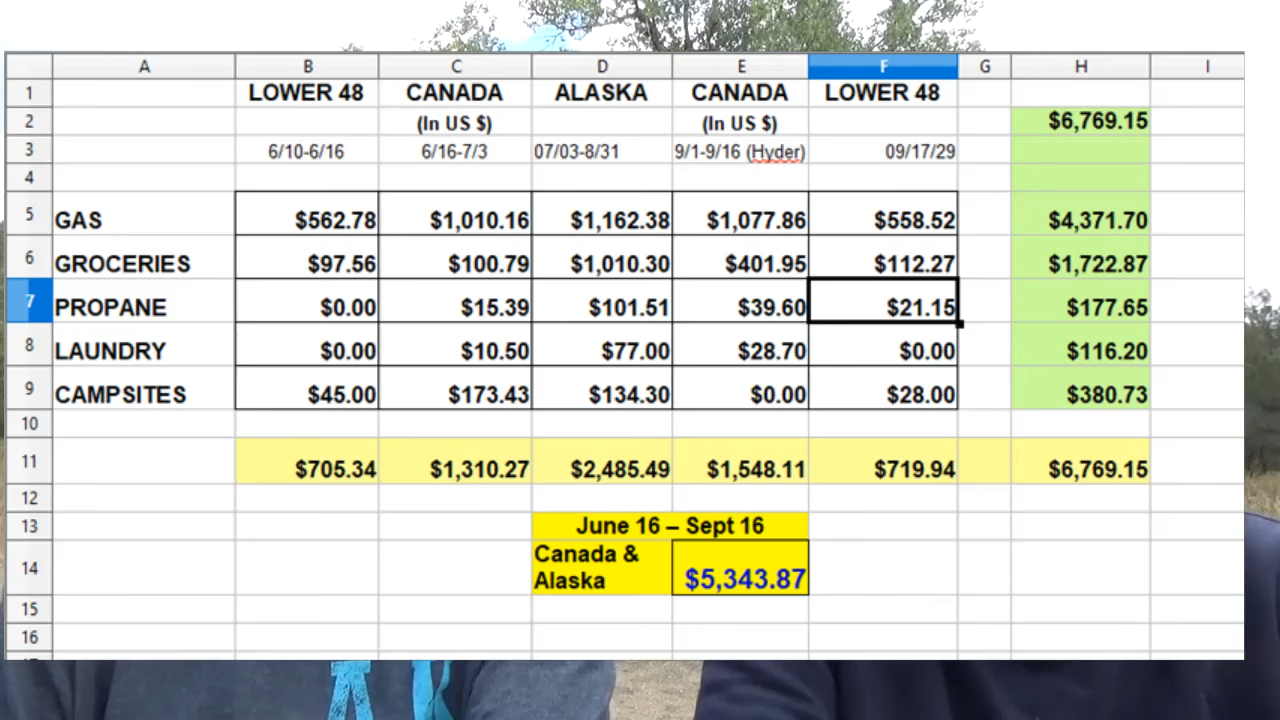 A B C D E F G H I
1 LOWER 48 CANADA ALASKA CANADA LOWER 48
2 (In US $) (In US $) $6,769.15
3 6/10-6/16 6/16-7/3 07/03-8/31 9/1-9/16 (Hyder) 09/17/29
4
5 GAS $562.78 $1,010.16 $1,162.38 $1,077.86 $558.52 $4,371.70
6 GROCERIES $97.56 $100.79 $1,010.30 $401.95 $112.27 $1,722.87
7 PROPANE $0.00 $15.39 $101.51 $39.60 $21.15 $177.65
8 LAUNDRY $0.00 $10.50 $77.00 $28.70 $0.00 $116.20
9 CAMPSITES $45.00 $173.43 $134.30 $0.00 $28.00 $380.73
10
11 $705.34 $1,310.27 $2,485.49 $1,548.11 $719.94 $6,769.15
12
13 June 16 – Sept 16
14 Canada &
Alaska $5,343.87
15
16